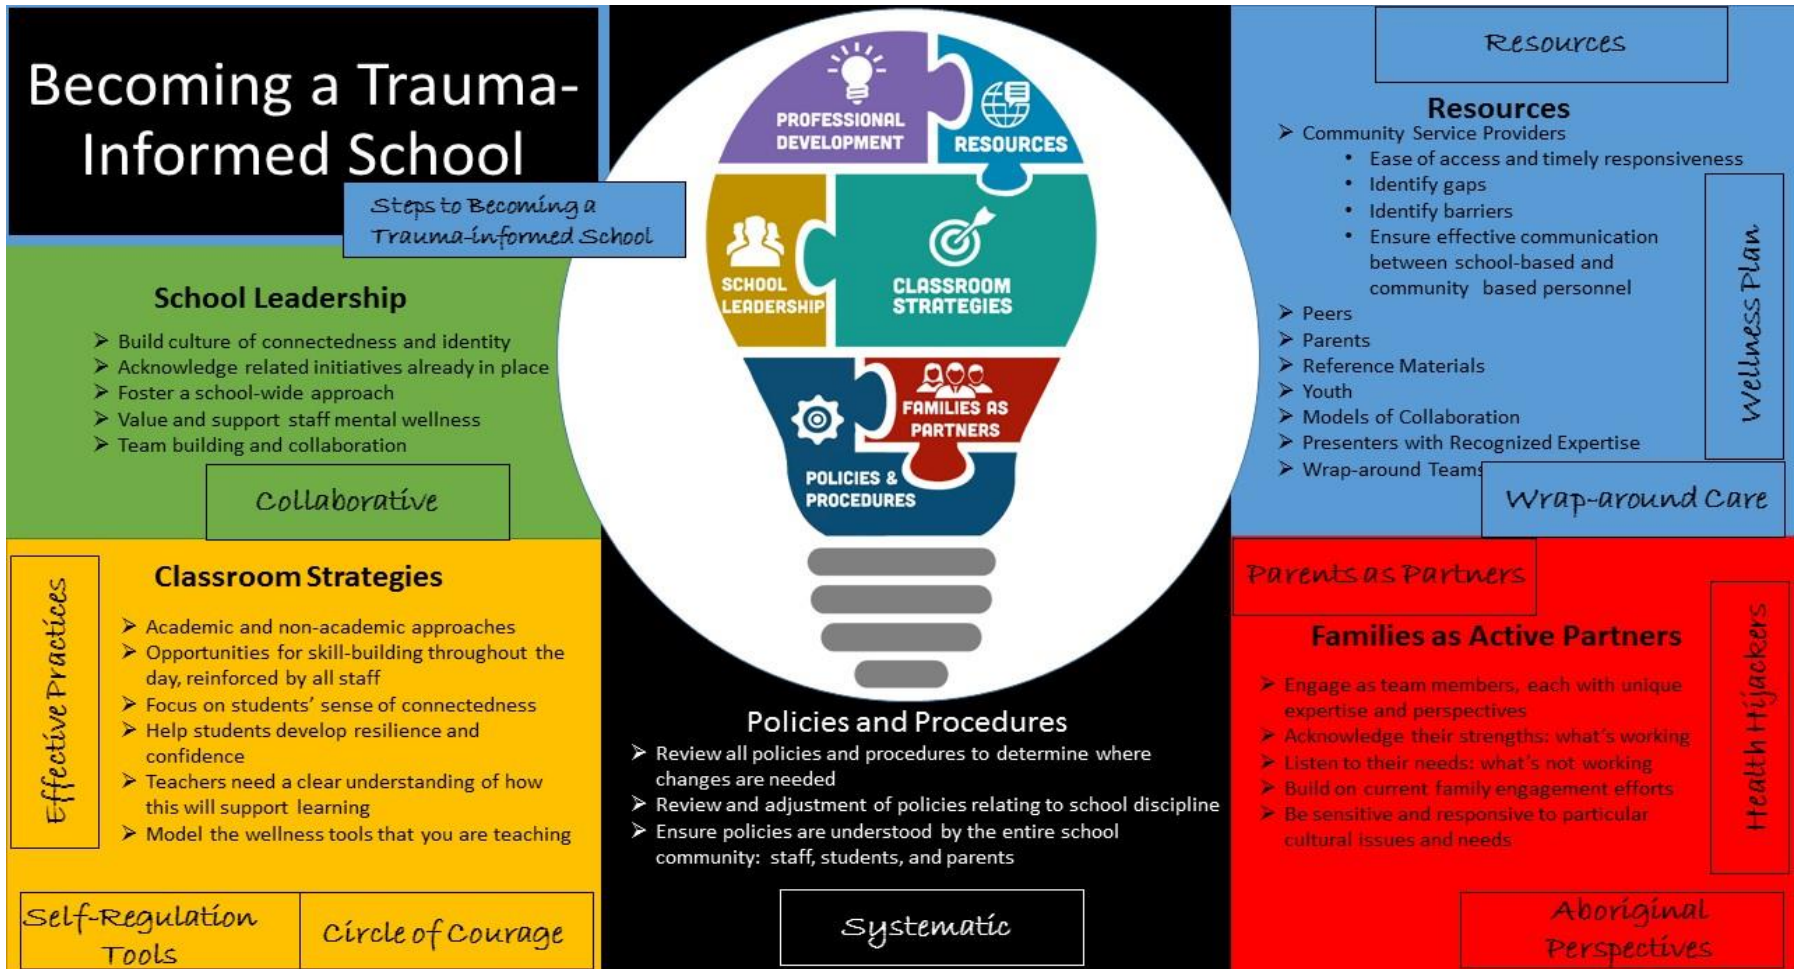 Becoming a Trauma-
Informed School
Steps to Becoming a
Trauma-informed School
School Leadership
➢ Build culture of connectedness and identity
➢ Acknowledge related initiatives already in place
➢ Foster a school-wide approach
➢ Value and support staff mental wellness
➢ Team building and collaboration
Collaborative
Effective Practices
Classroom Strategies
➢ Academic and non-academic approaches
➢ Opportunities for skill-building throughout the
day, reinforced by all staff
➢ Focus on students’ sense of connectedness
➢ Help students develop resilience and
confidence
➢ Teachers need a clear understanding of how
this will support learning
➢ Model the wellness tools that you are teaching
Self-Regulation
Tools
Circle of Courage
PROFESSIONAL
DEVELOPMENT
RESOURCES
SCHOOL
LEADERSHIP
CLASSROOM
STRATEGIES
FAMILIES AS
PARTNERS
POLICIES &
PROCEDURES
Policies and Procedures
➢ Review all policies and procedures to determine where
changes are needed
➢ Review and adjustment of policies relating to school discipline
➢ Ensure policies are understood by the entire school
community: staff, students, and parents
Systematic
Resources
Resources
➢ Community Service Providers
• Ease of access and timely responsiveness
• Identify gaps
• Identify barriers
• Ensure effective communication
between school-based and
community based personnel
➢ Peers
➢ Parents
➢ Reference Materials
➢ Youth
➢ Models of Collaboration
➢ Presenters with Recognized Expertise
➢ Wrap-around Teams
Wellness Plan
Wrap-around Care
Parents as Partners
Families as Active Partners
➢ Engage as team members, each with unique
expertise and perspectives
➢ Acknowledge their strengths: what’s working
➢ Listen to their needs: what’s not working
➢ Build on current family engagement efforts
➢ Be sensitive and responsive to particular
cultural issues and needs
Health Hijackers
Aboriginal
Perspectives